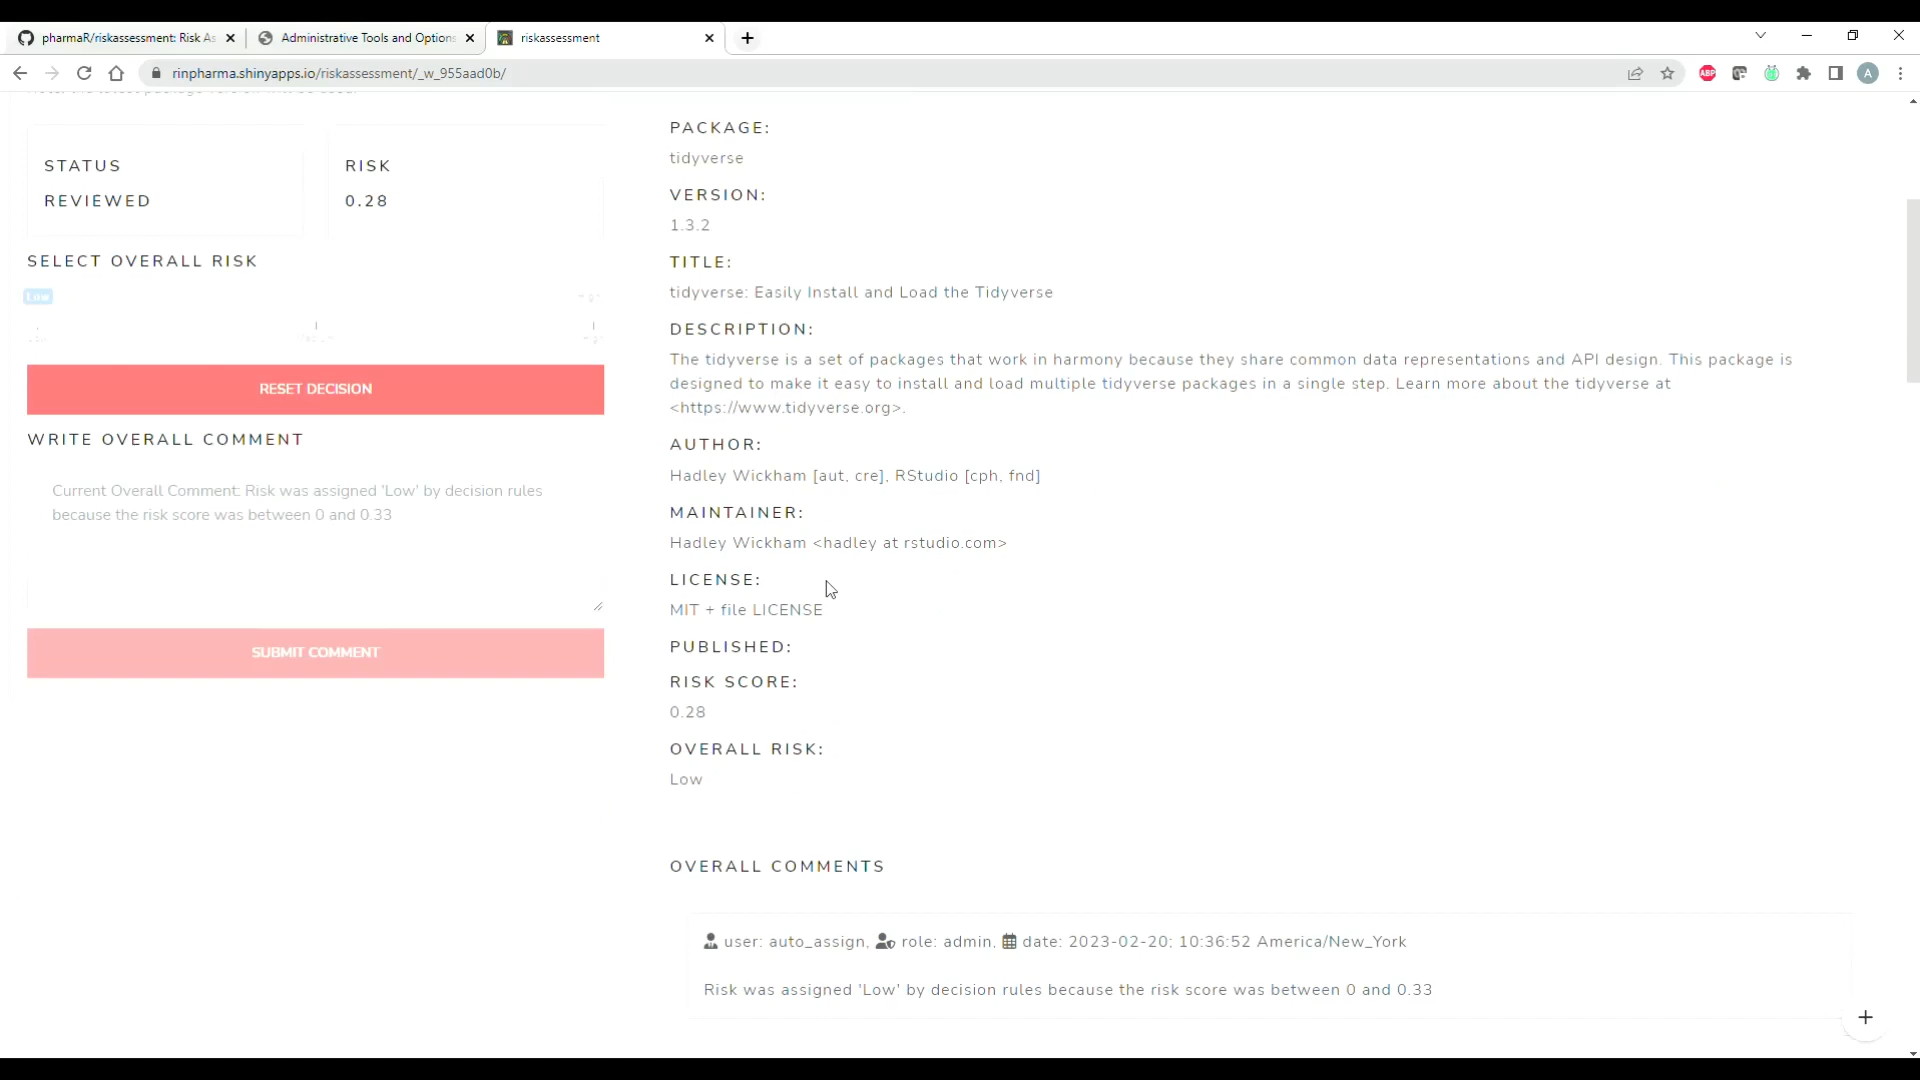 pharmaR/riskassessment: Risk As
Administrative Tools and Options
riskassessment
rinpharma.shinyapps.io/riskassessment/_w_955aad0b/
ABP
A
STATUS
REVIEWED
RISK
0.28
SELECT OVERALL RISK
Low
RESET DECISION
WRITE OVERALL COMMENT
Current Overall Comment: Risk was assigned 'Low' by decision rules
because the risk score was between 0 and 0.33
SUBMIT COMMENT
PACKAGE:
tidyverse
VERSION:
1.3.2
TITLE:
tidyverse: Easily Install and Load the Tidyverse
DESCRIPTION:
The tidyverse is a set of packages that work in harmony because they share common data representations and API design. This package is
designed to make it easy to install and load multiple tidyverse packages in a single step. Learn more about the tidyverse at
<https://www.tidyverse.org>.
AUTHOR:
Hadley Wickham [aut, cre], RStudio [cph, fnd]
MAINTAINER:
Hadley Wickham <hadley at rstudio.com>
LICENSE:
MIT + file LICENSE
PUBLISHED:
RISK SCORE:
0.28
OVERALL RISK:
Low
OVERALL COMMENTS
user: auto_assign, role: admin, date: 2023-02-20; 10:36:52 America/New_York
Risk was assigned 'Low' by decision rules because the risk score was between 0 and 0.33